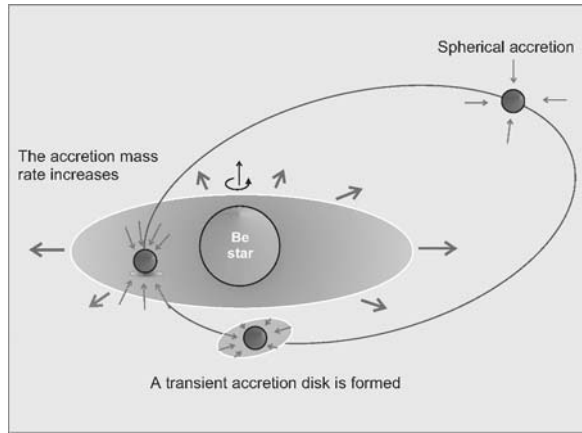 Spherical accretion
The accretion mass
rate increases
Be
star
A transient accretion disk is formed